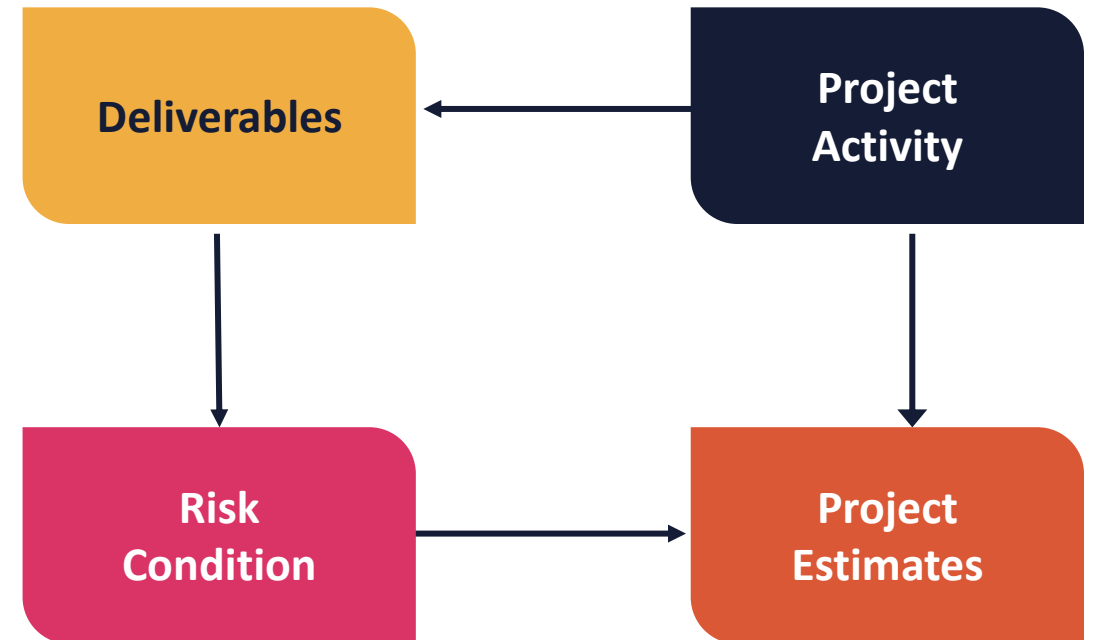 Deliverables
Project
Activity
Risk
Condition
Project
Estimates